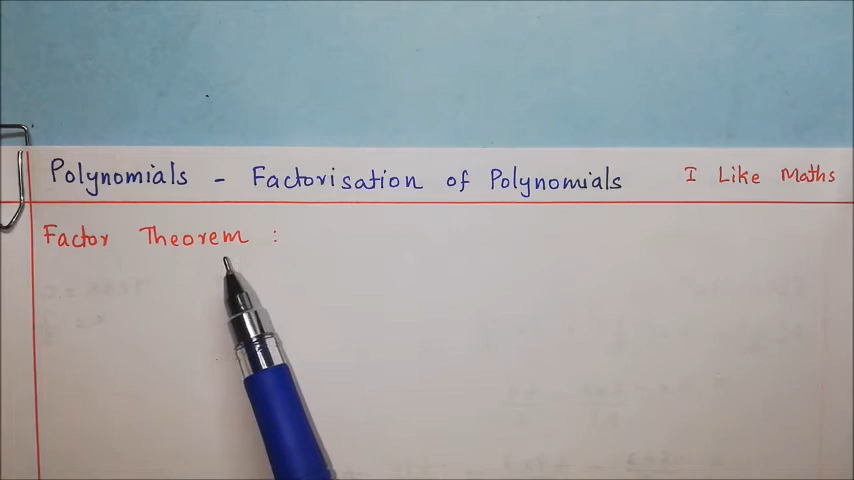 Polynomials - Factorisation of Polynomials I Like Maths
Factor Theorem :